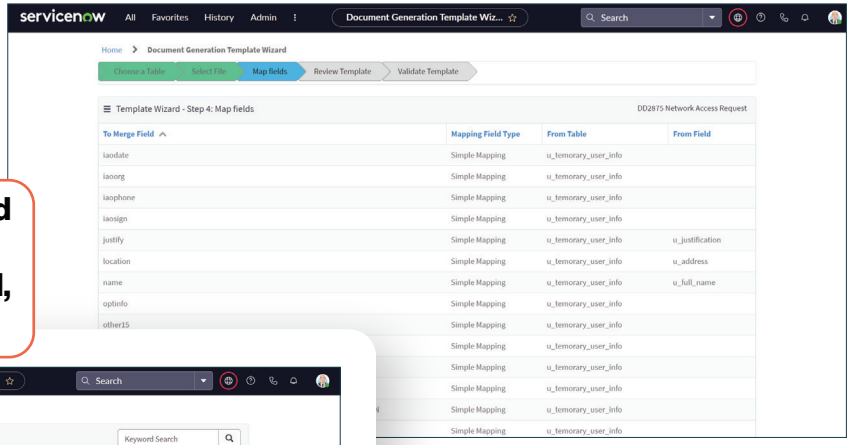 servicenow All Favorites History Admin Document Generation Template Wiz... Search
Home > Document Generation Template Wizard
Choose a Table Select File Map fields Review Template Validate Template
Template Wizard - Step 4: Map fields DD2875 Network Access Request
To Merge Field Mapping Field Type From Table From Field
iaodate Simple Mapping u_temorary_user_info
iaoorg Simple Mapping u_temorary_user_info
iaophone Simple Mapping u_temorary_user_info
iaosign Simple Mapping u_temorary_user_info
justify Simple Mapping u_temorary_user_info u_justification
location Simple Mapping u_temorary_user_info u_address
name Simple Mapping u_temorary_user_info u_full_name
optinfo Simple Mapping u_temorary_user_info
other15 Simple Mapping u_temorary_user_info
Simple Mapping u_temorary_user_info
Simple Mapping u_temorary_user_info
Simple Mapping u_temorary_user_info
Simple Mapping u_temorary_user_info
Simple Mapping u_temorary_user_info
Search
Keyword Search